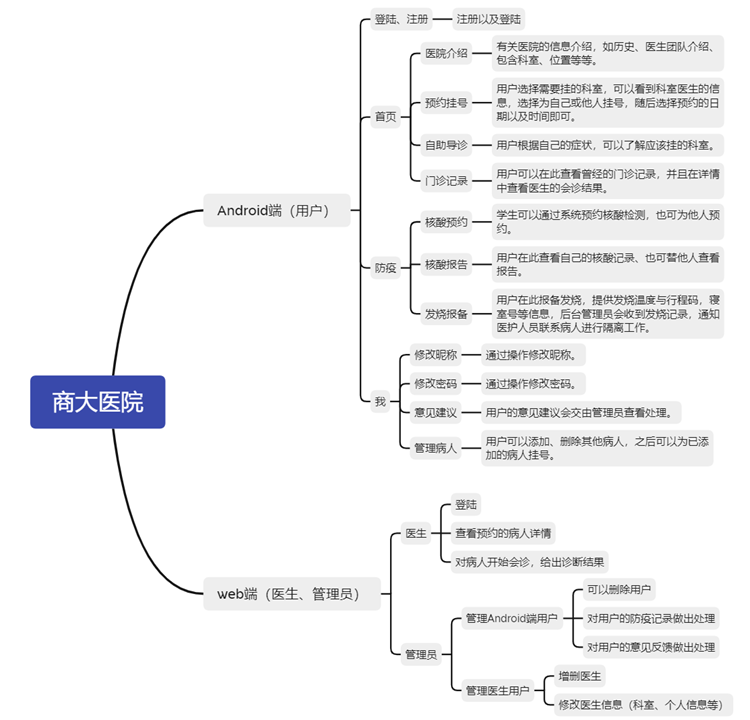 商大医院
Android端（用户）
登陆、注册
注册以及登陆
首页
医院介绍
有关医院的信息介绍，如历史、医生团队介绍、
包含科室、位置等等。
预约挂号
用户选择需要挂的科室，可以看到科室医生的信
息，选择为自己或他人挂号，随后选择预约的日
期以及时间即可。
自助导诊
用户根据自己的症状，可以了解应该挂的科室。
门诊记录
用户可以在此查看曾经的门诊记录，并且在详情
中查看医生的会诊结果。
防疫
核酸预约
学生可以通过系统预约核酸检测，也可为他人预
约。
核酸报告
用户在此查看自己的核酸记录、也可替他人查看
报告。
发烧报备
用户在此报备发烧，提供发烧温度与行程码，寝
室号等信息，后台管理员会收到发烧记录，通知
医护人员联系病人进行隔离工作。
我
修改昵称
通过操作修改昵称。
修改密码
通过操作修改密码。
意见建议
用户的意见建议会交由管理员查看处理。
管理病人
用户可以添加、删除其他病人，之后可以为已添
加的病人挂号。
web端（医生、管理员）
医生
登陆
查看预约的病人详情
对病人开始会诊，给出诊断结果
管理员
管理Android端用户
可以删除用户
对用户的防疫记录做出处理
对用户的意见反馈做出处理
管理医生用户
增删医生
修改医生信息（科室、个人信息等）